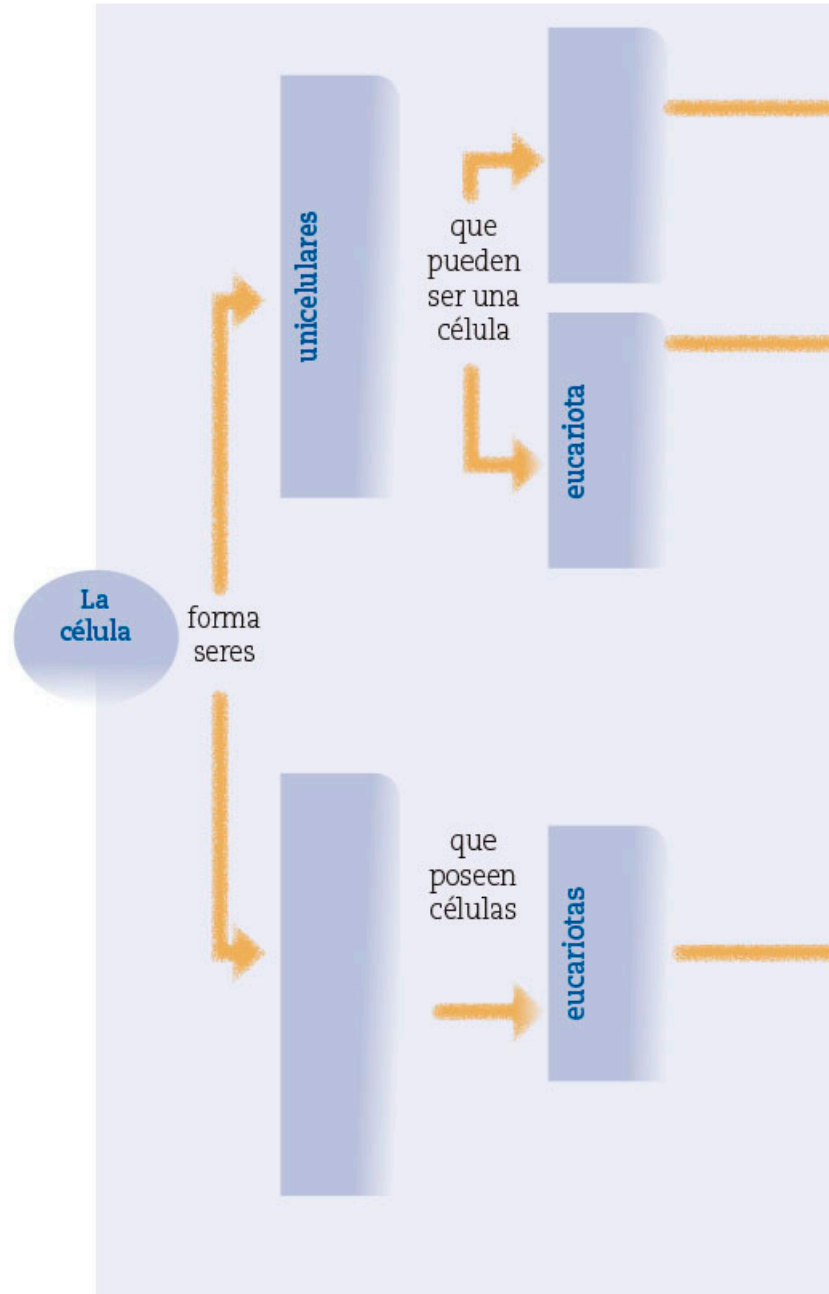 La
célula
forma
seres
unicelulares
que
pueden
ser una
célula
eucariota
que
poseen
células
eucariotas